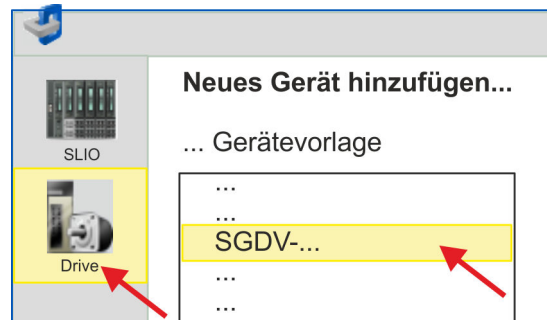 Neues Gerät hinzufügen...
SLIO
... Gerätevorlage
...
...
SGDV-...
Drive
...
...